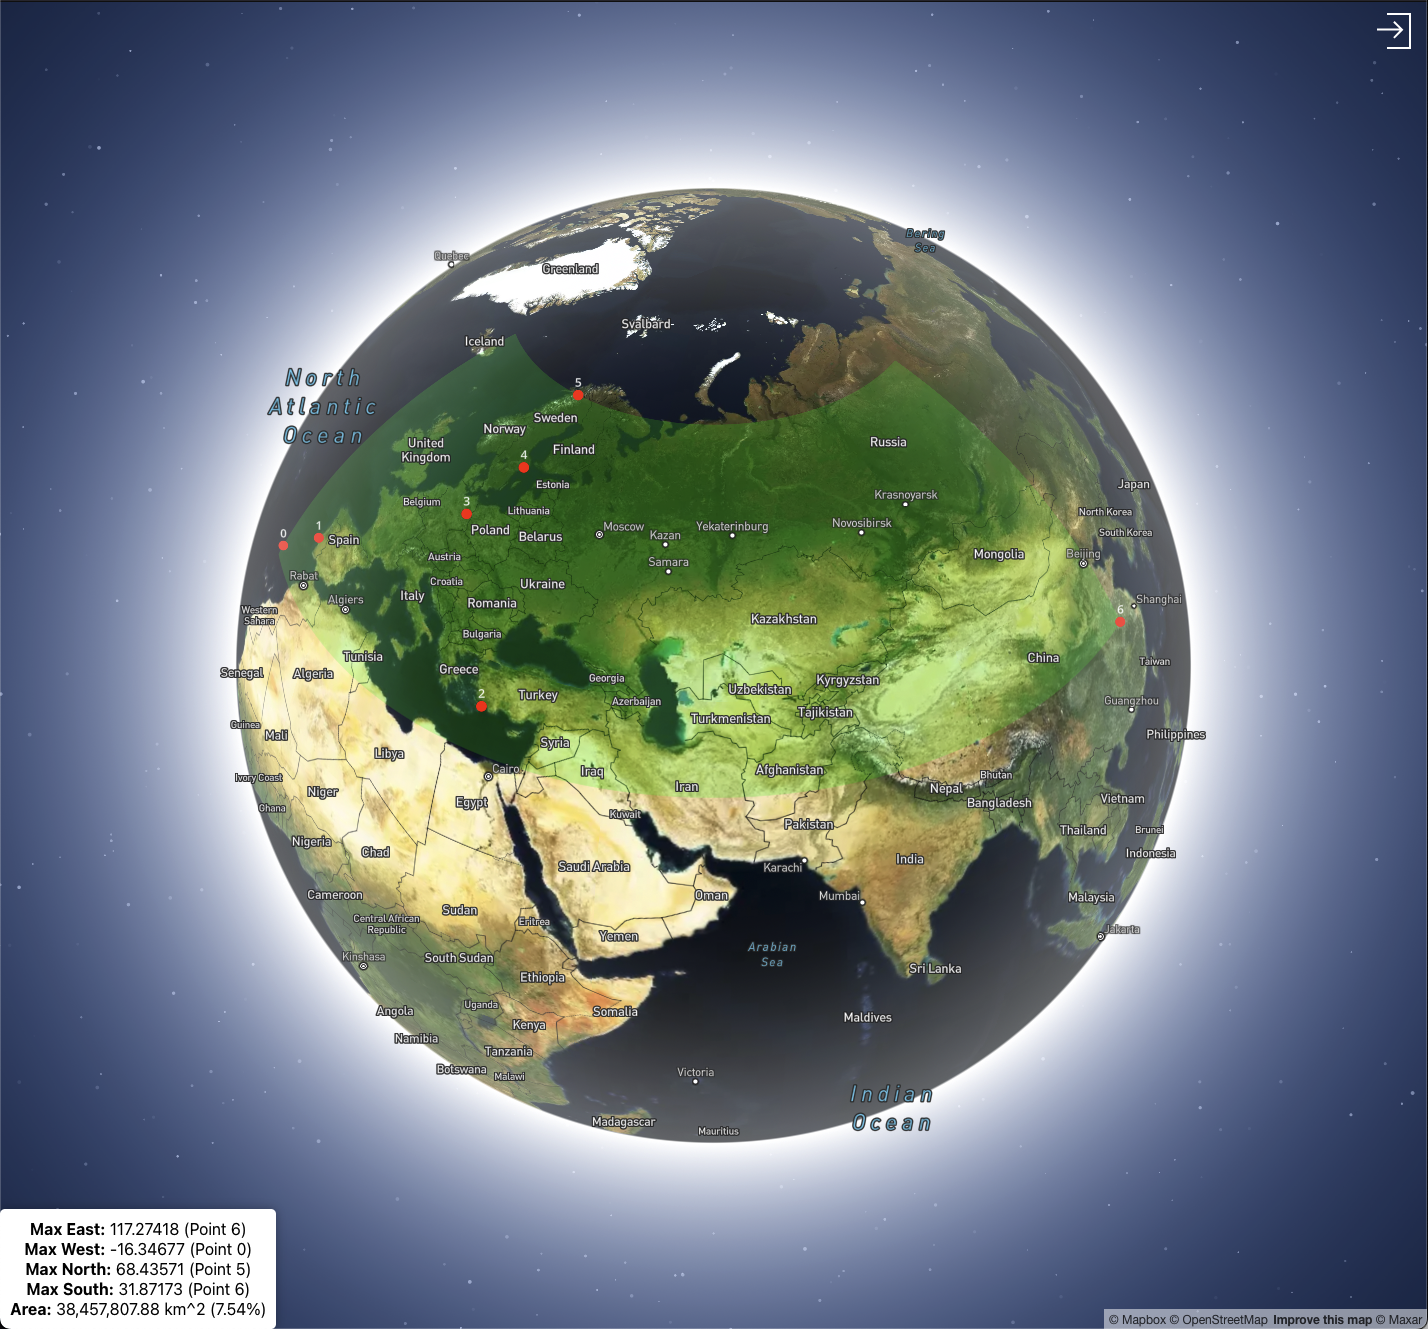 Bering
Sea
Quebec
Greenland
Svalbard-
Iceland
North
Atlantic
Ocean
5
Sweden
Norway
United
Kingdom
Finland
Russia
4
Estonia
Japan
Belgium
3
Krasnoyarsk
Lithuania
North Korea
0
1
Spain
Poland
Belarus
Moscow
Kazan
Yekaterinburg
Novosibirsk
South Korea
Austria
Samara
Mongolia
Beijing
Rabat
Croatia
Ukraine
Algiers
Italy
Romania
Shanghai
Western
Sahara
6
Kazakhstan
Bulgaria
Tunisia
China
Taiwan
Senegal
Algeria
Greece
Georgia
Kyrgyzstan
2
Turkey
Azerbaijan
Uzbekistan
Guangzhou
Guinea
Mali
Turkmenistan
Tajikistan
Philippines
Libya
Syria
Ivory Coast
Cairo
Iraq
Iran
Afghanistan
Bhutan
Niger
Egypt
Nepal
Bangladesh
Vietnam
Ghana
Kuwait
Pakistan
Thailand
Brunei
Nigeria
Chad
Saudi Arabia
Karachi
India
Indonesia
Cameroon
Oman
Mumbai
Malaysia
Central African
Republic
Sudan
Eritrea
Jakarta
Yemen
Arabian
Sea
Kinshasa
South Sudan
Ethiopia
Sri Lanka
Angola
Uganda
Kenya
Somalia
Maldives
Namibia
Tanzania
Botswana
Malawi
Victoria
Indian
Ocean
Madagascar
Mauritius
Max East: 117.27418 (Point 6)
Max West: -16.34677 (Point 0)
Max North: 68.43571 (Point 5)
Max South: 31.87173 (Point 6)
Area: 38,457,807.88 km^2 (7.54%)
© Mapbox © OpenStreetMap Improve this map © Maxar